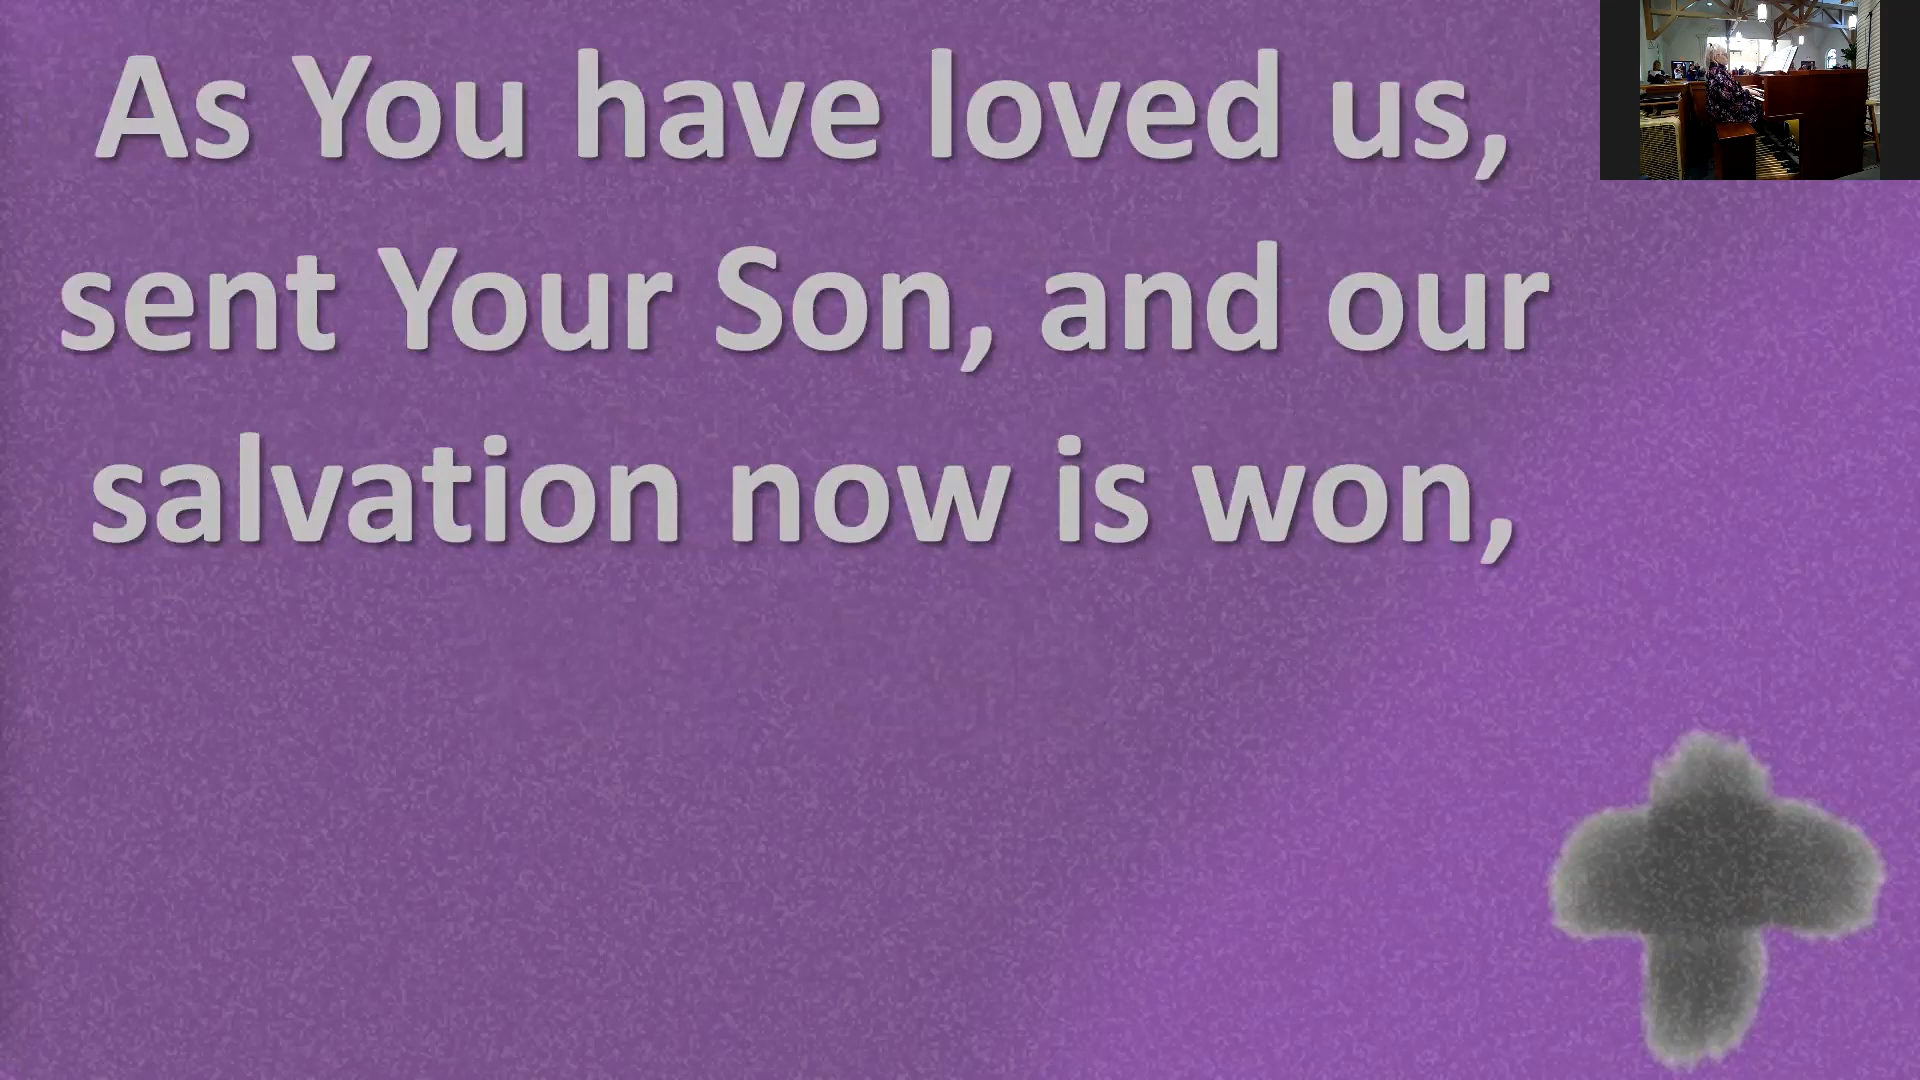 As You have loved us,
sent Your Son, and our
salvation now is won,